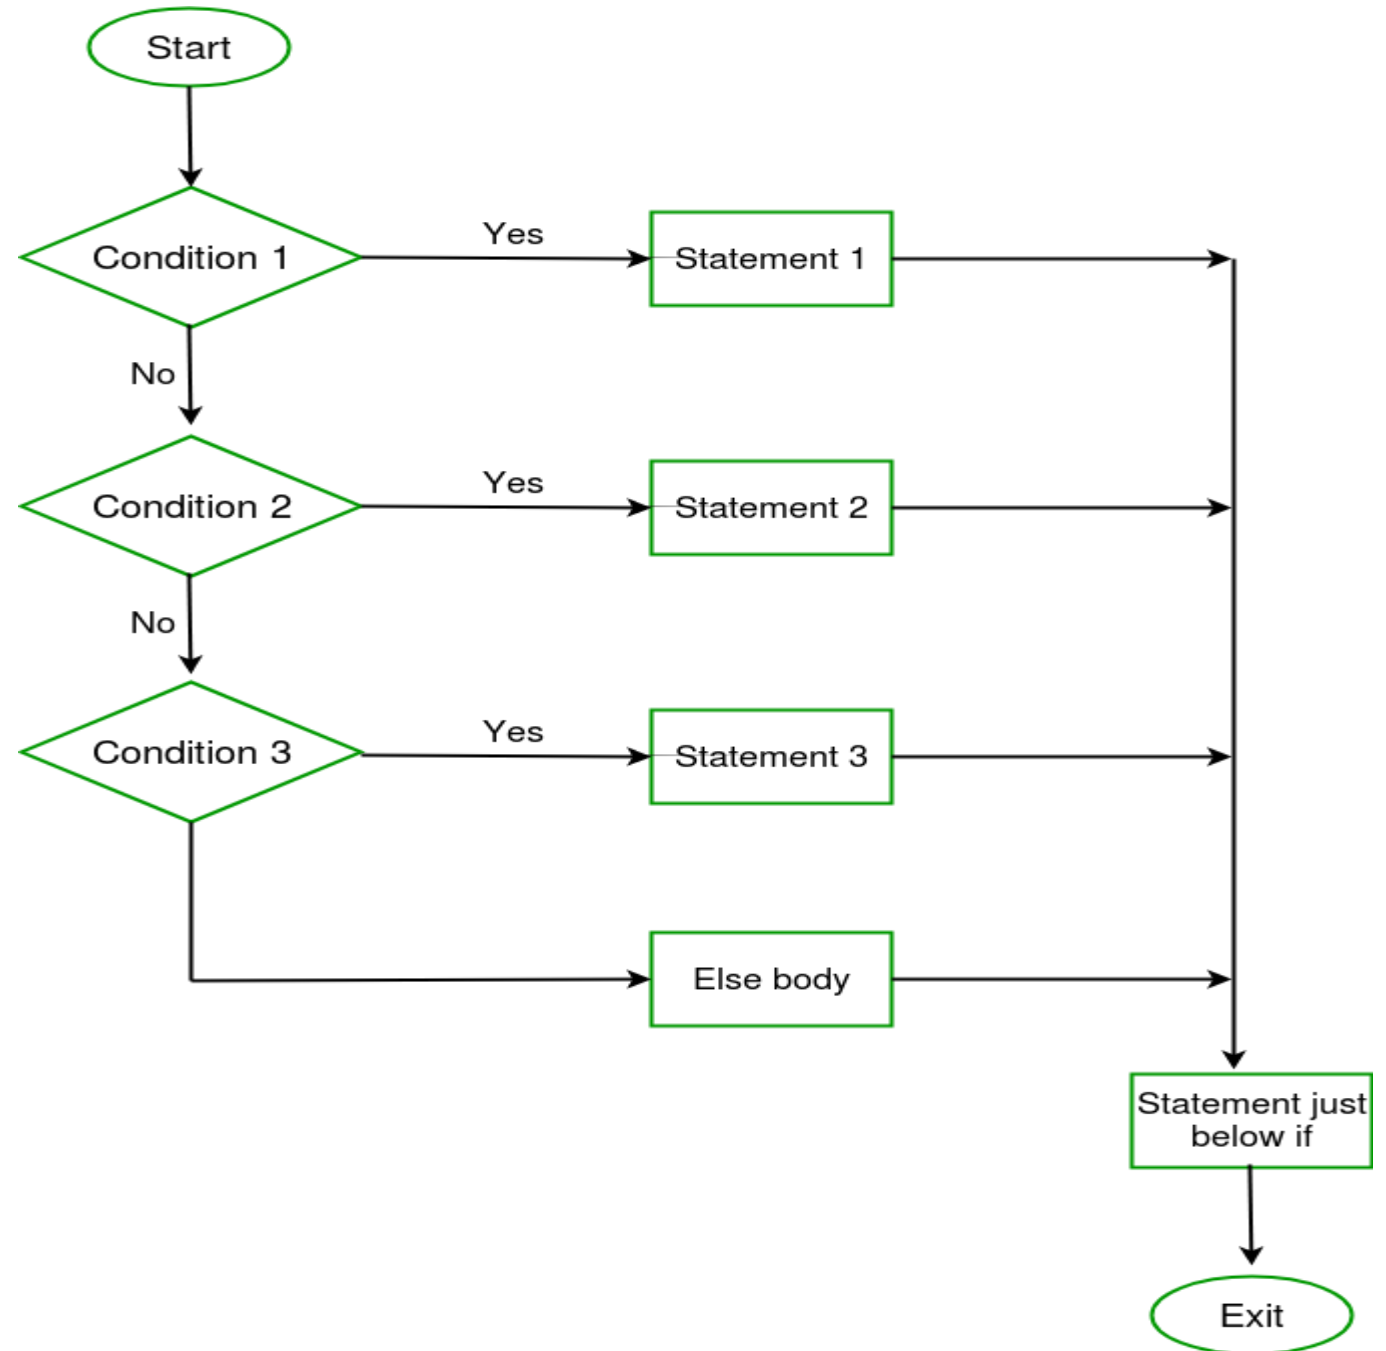 Start
Condition 1
Yes
Statement 1
No
Condition 2
Yes
Statement 2
No
Condition 3
Yes
Statement 3
Else body
Statement just
below if
Exit